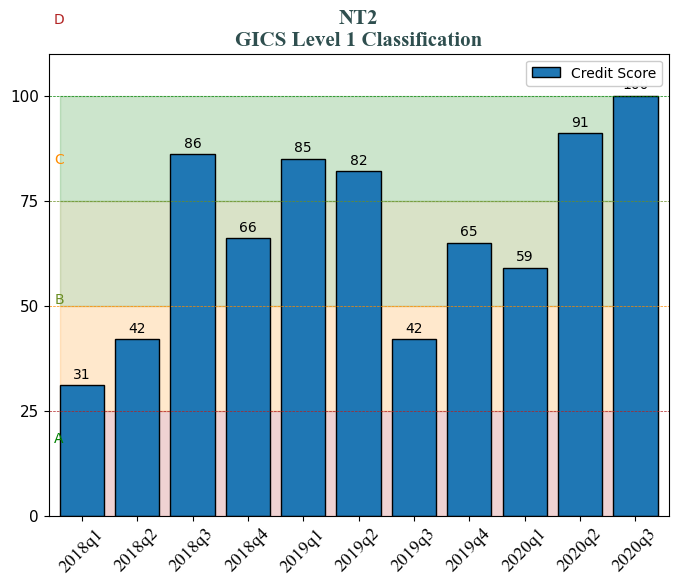 D
NT2
GICS Level 1 Classification
Credit Score
100
100
91
C
86
85
82
75
66
65
59
B
50
42
42
31
25
A
0
2018q1
2018q2
2018q3
2018q4
2019q1
2019q2
2019q3
2019q4
2020q1
2020q2
2020q3